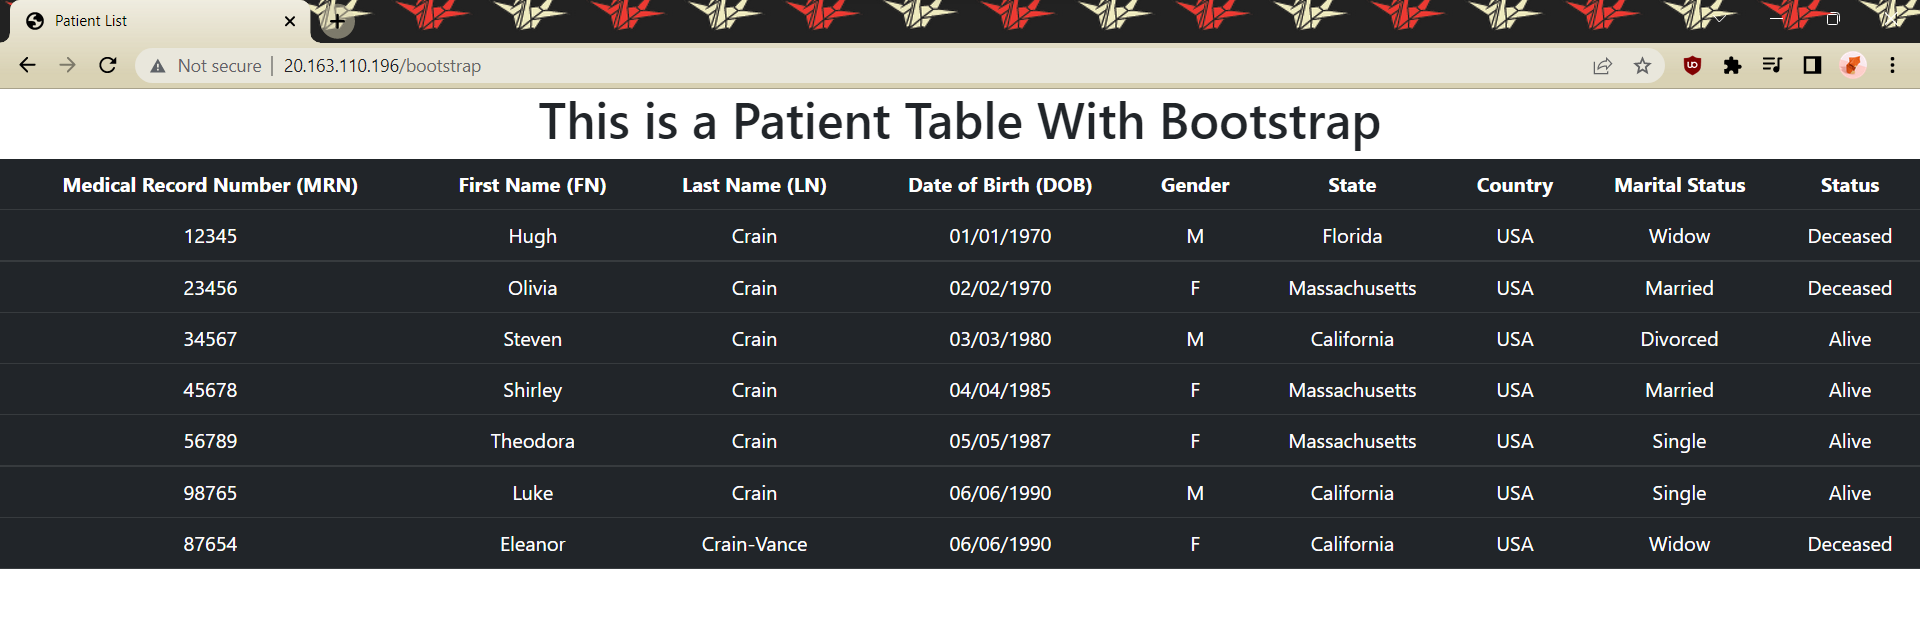 Patient List
Not secure | 20.163.110.196/bootstrap
This is a Patient Table With Bootstrap
Medical Record Number (MRN) First Name (FN) Last Name (LN) Date of Birth (DOB) Gender State Country Marital Status Status
12345 Hugh Crain 01/01/1970 M Florida USA Widow Deceased
23456 Olivia Crain 02/02/1970 F Massachusetts USA Married Deceased
34567 Steven Crain 03/03/1980 M California USA Divorced Alive
45678 Shirley Crain 04/04/1985 F Massachusetts USA Married Alive
56789 Theodora Crain 05/05/1987 F Massachusetts USA Single Alive
98765 Luke Crain 06/06/1990 M California USA Single Alive
87654 Eleanor Crain-Vance 06/06/1990 F California USA Widow Deceased